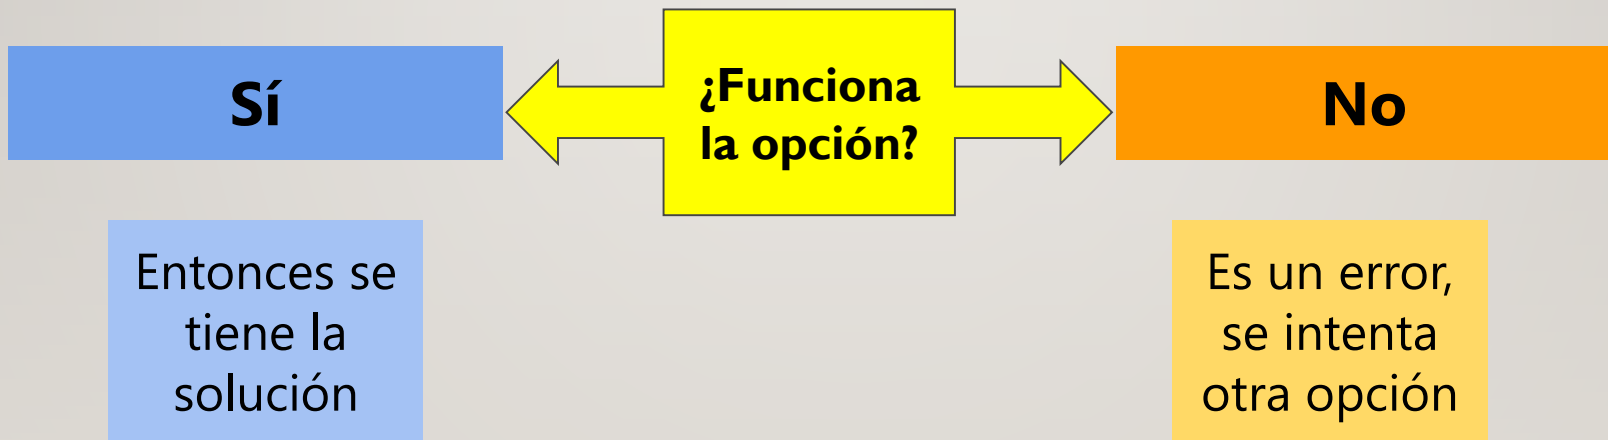 Sí
¿Funciona
la opción?
No
Entonces se
tiene la
solución
Es un error,
se intenta
otra opción